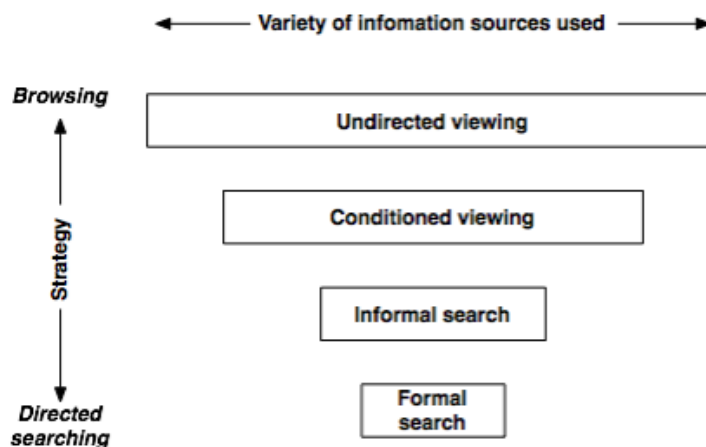 Variety of infomation sources used
Browsing
Undirected viewing
Conditioned viewing
Strategy
Informal search
Formal
search
Directed
searching